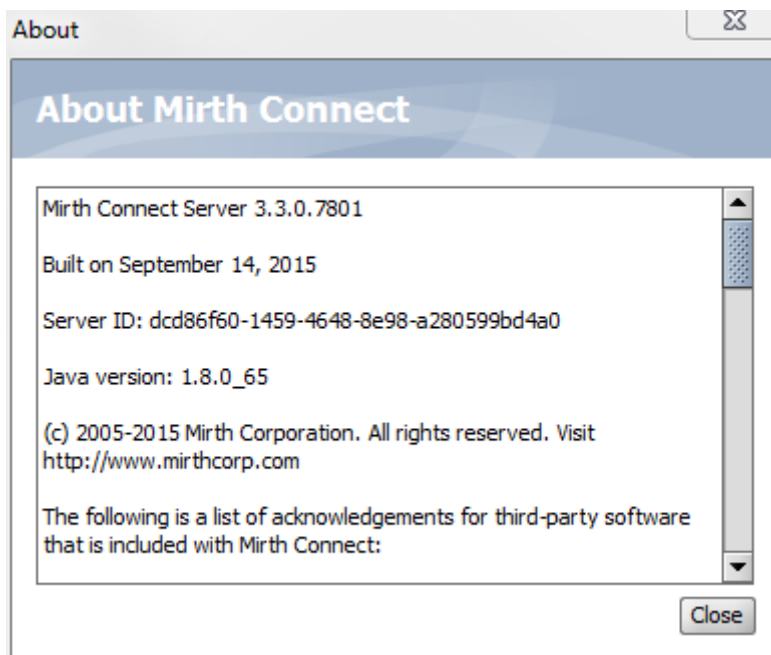 About
About Mirth Connect
Mirth Connect Server 3.3.0.7801
Built on September 14, 2015
Server ID: dcd86f60-1459-4648-8e98-a280599bd4a0
Java version: 1.8.0_65
(c) 2005-2015 Mirth Corporation. All rights reserved. Visit
http://www.mirthcorp.com
The following is a list of acknowledgements for third-party software
that is included with Mirth Connect:
Close